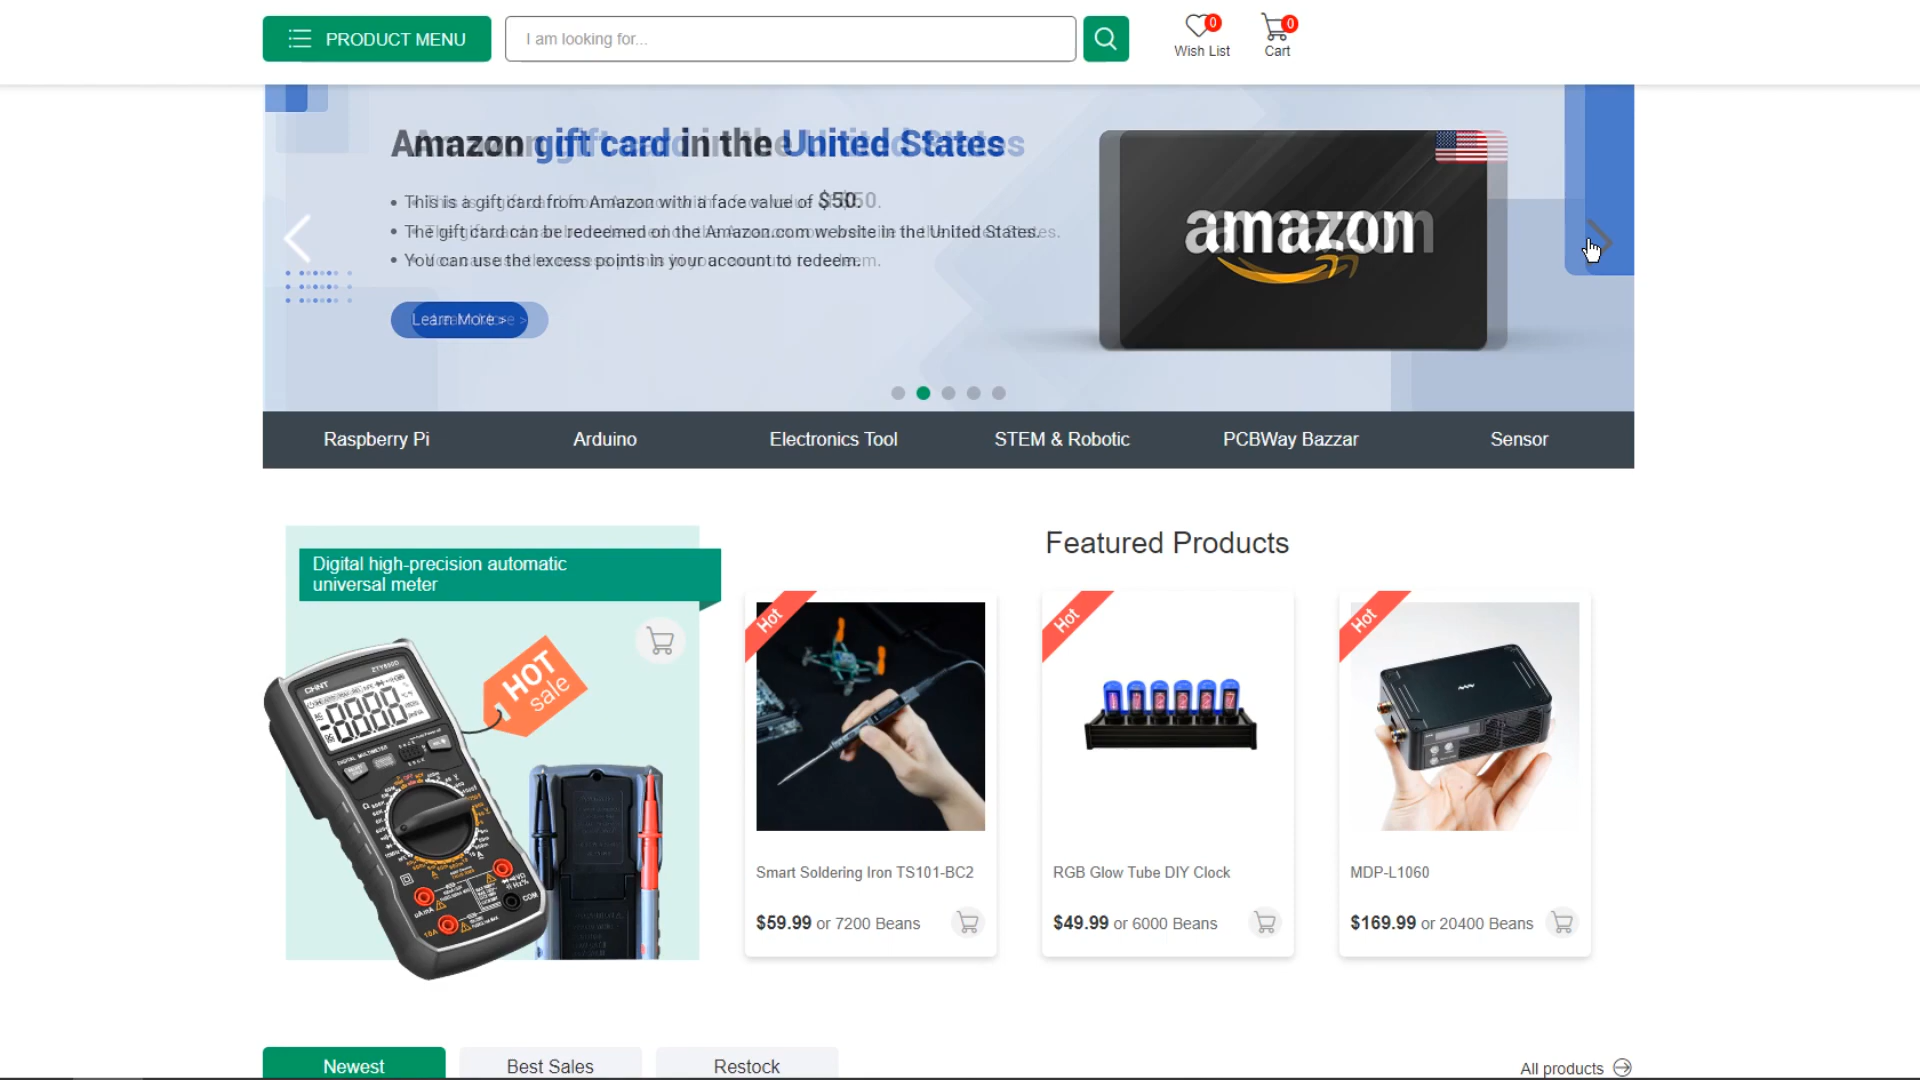 PRODUCT MENU
I am looking for...
0
Wish List
0
Cart
Amazon gift card in the United States
• This is a gift card from Amazon with a face value of $50.
• The gift card can be redeemed on the Amazon.com website in the United States.
• You can use the excess points in your account to redeem.
Learn More >
amazon
Raspberry Pi
Arduino
Electronics Tool
STEM & Robotic
PCBWay Bazzar
Sensor
Digital high-precision automatic
universal meter
HOT
sale
CHNT
DIGITAL MULTIMETER
COM
10A
Featured Products
Hot
Hot
Hot
Smart Soldering Iron TS101-BC2
RGB Glow Tube DIY Clock
MDP-L1060
$59.99 or 7200 Beans
$49.99 or 6000 Beans
$169.99 or 20400 Beans
Newest
Best Sales
Restock
All products